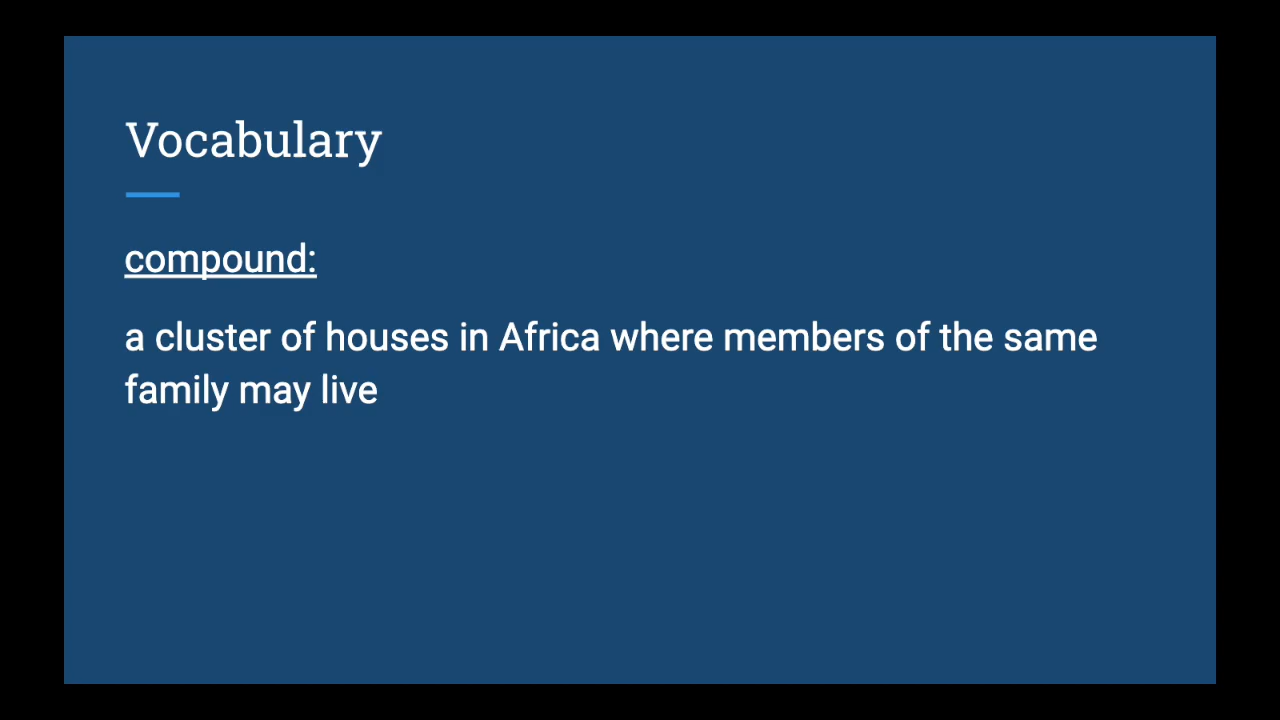 Vocabulary
compound:
a cluster of houses in Africa where members of the same
family may live